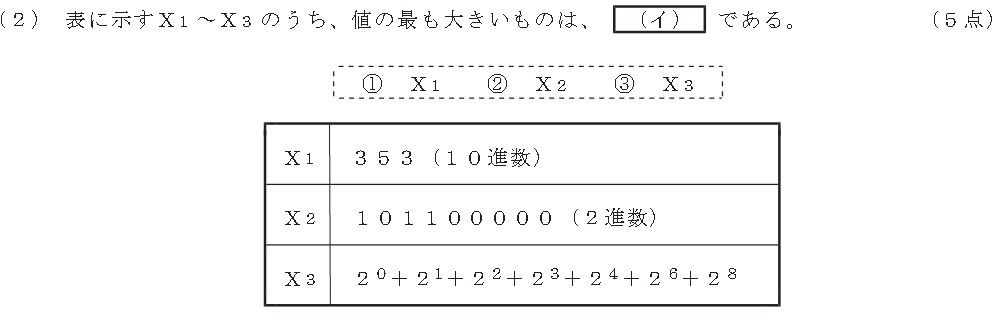 (2) 表に示すX1～X3のうち、値の最も大きいものは、 (イ) である。 (5点)
① X1 ② X2 ③ X3
X1 353(10進数)
X2 101100000(2進数)
X3 2⁰+2¹+2²+2³+2⁴+2⁶+2⁸